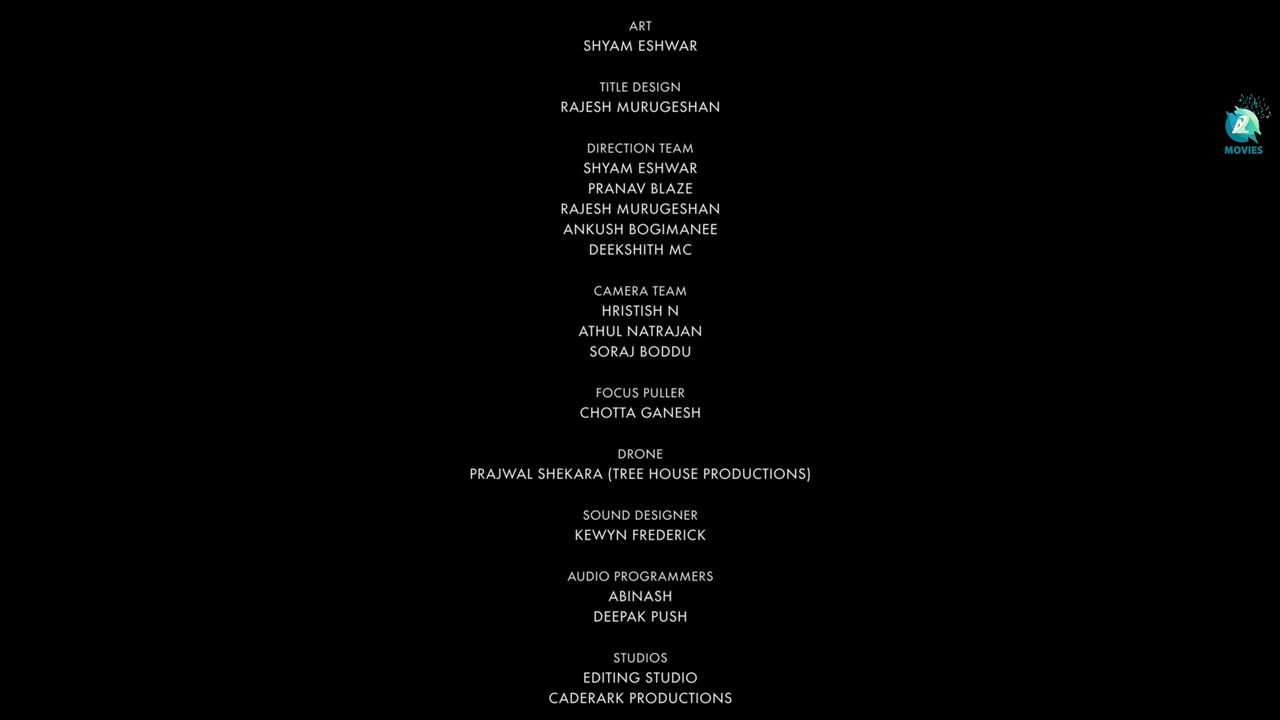 ART
SHYAM ESHWAR
TITLE DESIGN
RAJESH MURUGESHAN
DIRECTION TEAM
SHYAM ESHWAR
PRANAV BLAZE
RAJESH MURUGESHAN
ANKUSH BOGIMANEE
DEEKSHITH MC
CAMERA TEAM
HRISTISH N
ATHUL NATRAJAN
SORAJ BODDU
FOCUS PULLER
CHOTTA GANESH
DRONE
PRAJWAL SHEKARA (TREE HOUSE PRODUCTIONS)
SOUND DESIGNER
KEWYN FREDERICK
AUDIO PROGRAMMERS
ABINASH
DEEPAK PUSH
STUDIOS
EDITING STUDIO
CADERARK PRODUCTIONS
MOVIES